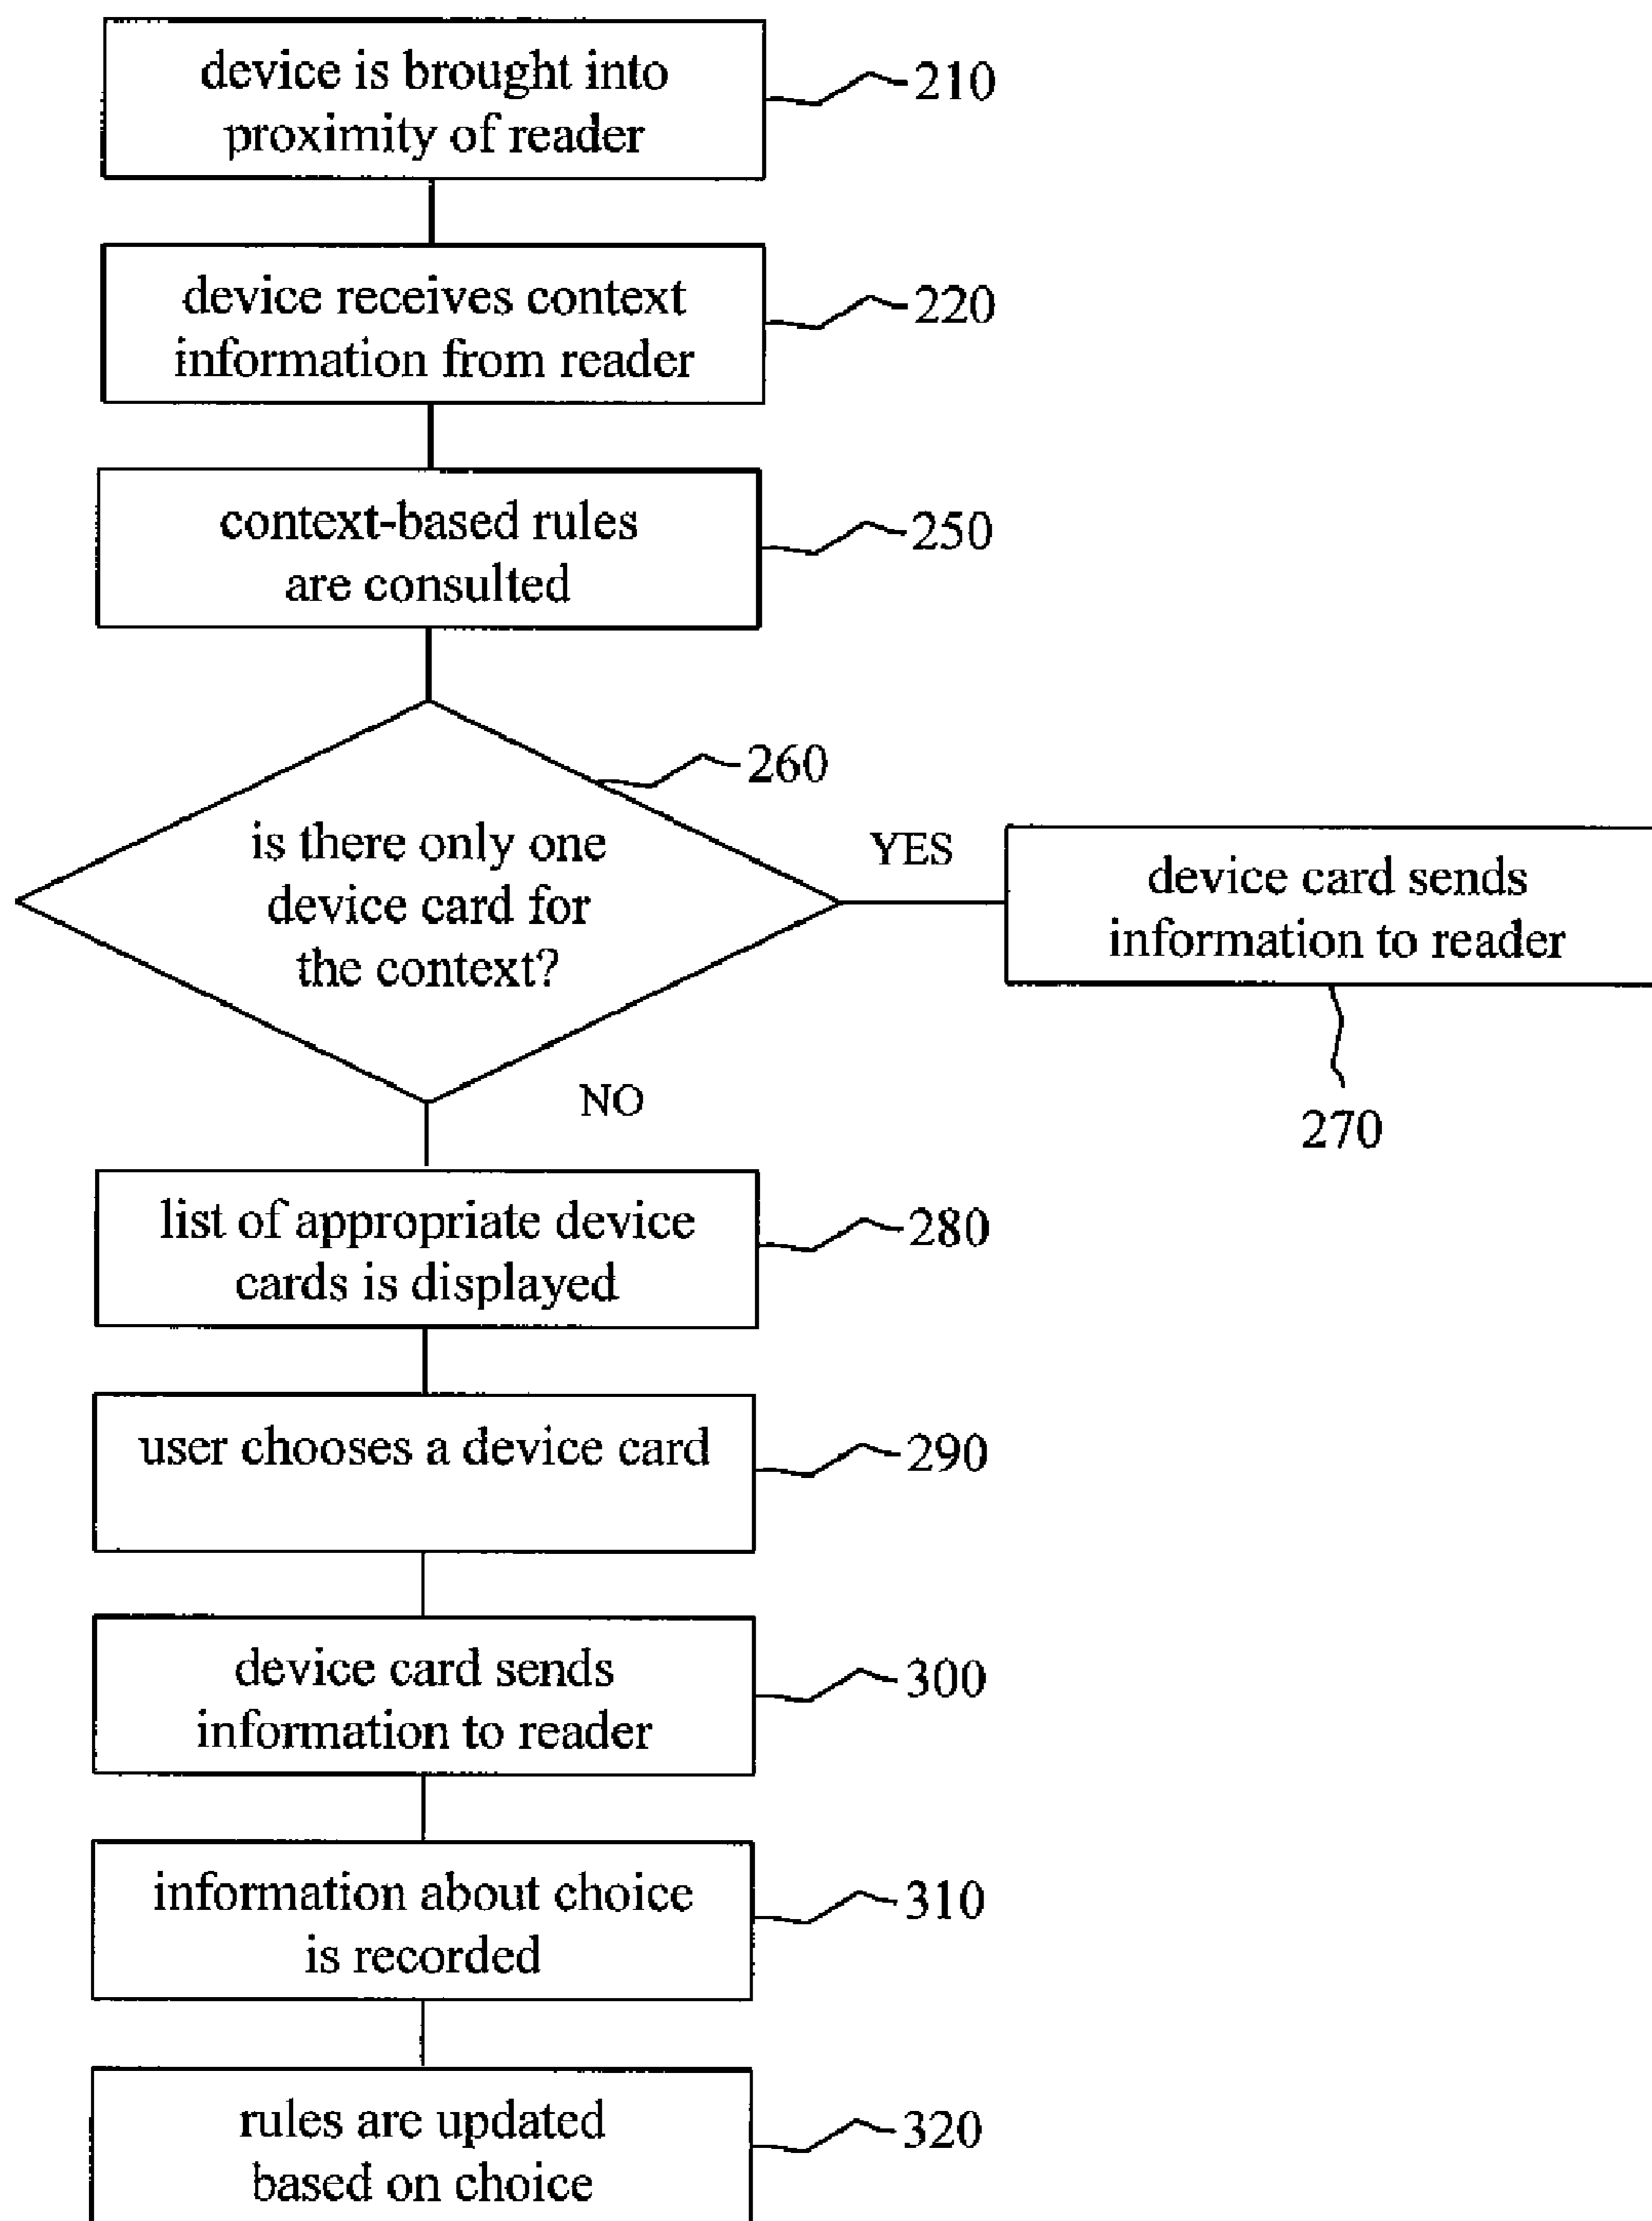 device is brought into
proximity of reader
210
device receives context
information from reader
220
context-based rules
are consulted
250
260
is there only one
device card for
the context?
YES
device card sends
information to reader
270
NO
list of appropriate device
cards is displayed
280
user chooses a device card
290
device card sends
information to reader
300
information about choice
is recorded
310
rules are updated
based on choice
320